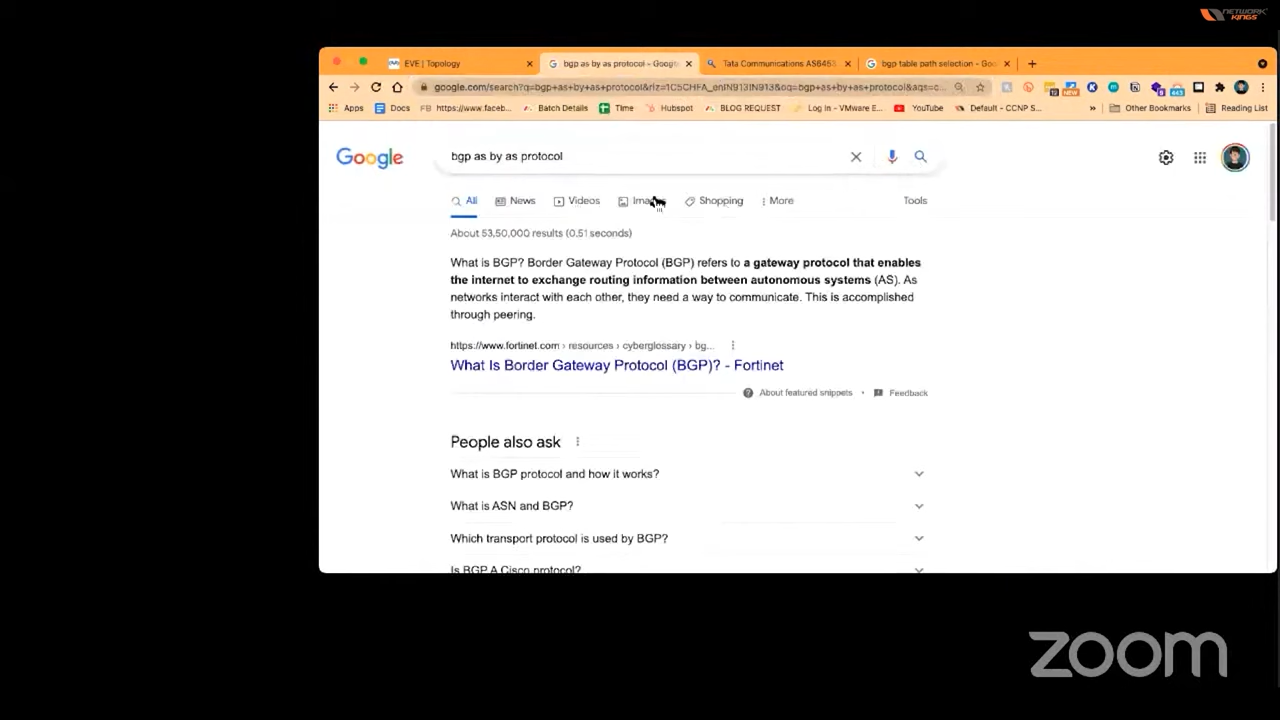 NETWORK
KINGS
EVE | Topology
bgp as by as protocol - Googl
Tata Communications AS6453
bgp table path selection - Goo
google.com/search?q=bgp+as+by+as+protocol&rlz=1C5CHFA_enIN913IN913&oq=bgp+as+by+as+protocol&aqs=c...
Apps
Docs
https://www.faceb...
Batch Details
Time
Hubspot
BLOG REQUEST
Log In - VMware E...
YouTube
Default - CCNP S...
»
Other Bookmarks
Reading List
Google
bgp as by as protocol
All
News
Videos
Images
Shopping
More
Tools
About 53,50,000 results (0.51 seconds)
What is BGP? Border Gateway Protocol (BGP) refers to a gateway protocol that enables
the internet to exchange routing information between autonomous systems (AS). As
networks interact with each other, they need a way to communicate. This is accomplished
through peering.
https://www.fortinet.com › resources › cyberglossary › bg...
What Is Border Gateway Protocol (BGP)? - Fortinet
About featured snippets
•
Feedback
People also ask
What is BGP protocol and how it works?
What is ASN and BGP?
Which transport protocol is used by BGP?
Is BGP A Cisco protocol?
zoom